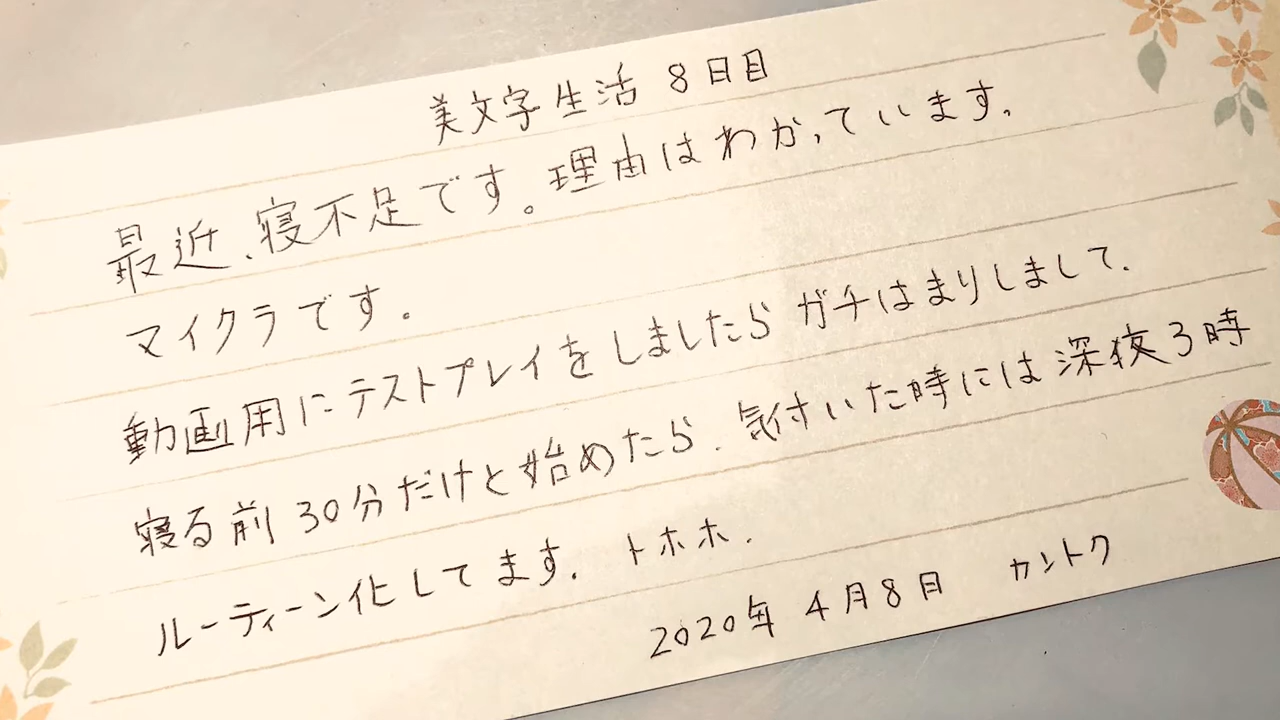 美文字生活 8日目
最近、寝不足です。理由はわかっています。
マイクラです。
動画用にテストプレイをしましたら ガチはまりしまして、
寝る前30分だけと始めたら、気付いた時には深夜3時
ルーティーン化してます。トホホ。
2020年 4月8日 カントク